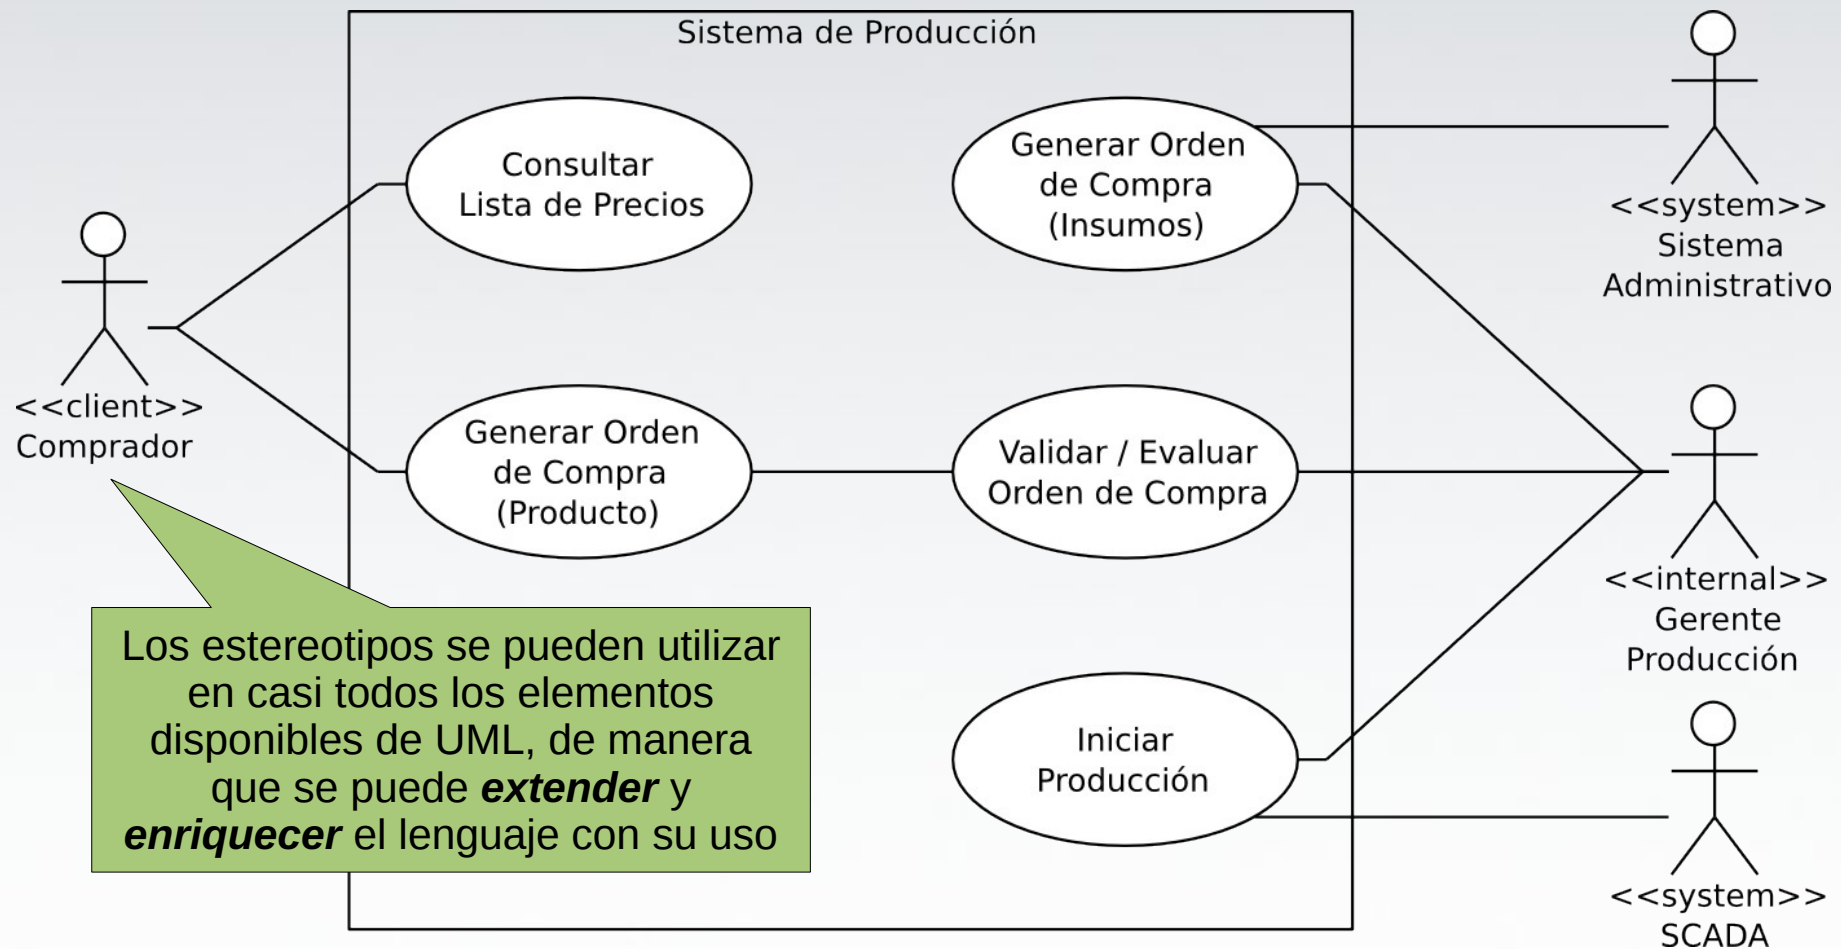 Sistema de Producción
Consultar
Lista de Precios
Generar Orden
de Compra
(Insumos)
<<system>>
Sistema
Administrativo
<<client>>
Comprador
Generar Orden
de Compra
(Producto)
Validar / Evaluar
Orden de Compra
<<internal>>
Gerente
Producción
Los estereotipos se pueden utilizar
en casi todos los elementos
disponibles de UML, de manera
que se puede extender y
enriquecer el lenguaje con su uso
Iniciar
Producción
<<system>>
SCADA